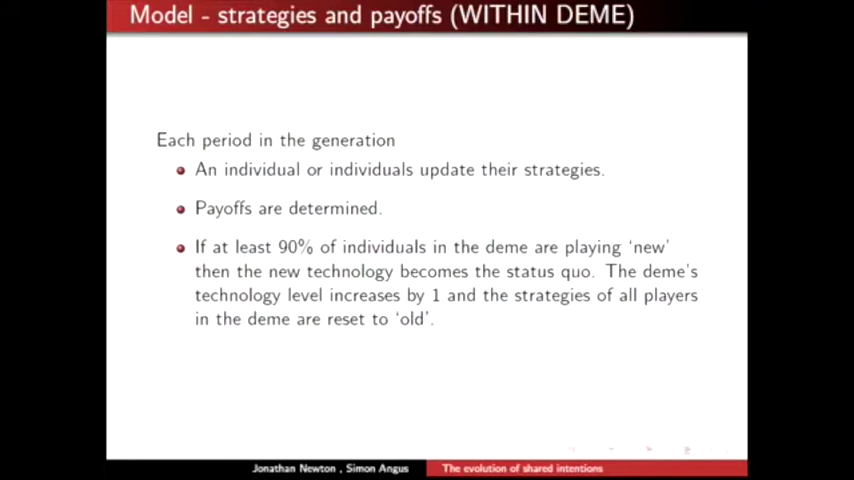 Model - strategies and payoffs (WITHIN DEME)
Each period in the generation
An individual or individuals update their strategies.
Payoffs are determined.
If at least 90% of individuals in the deme are playing ‘new’
then the new technology becomes the status quo. The deme's
technology level increases by 1 and the strategies of all players
in the deme are reset to ‘old’.
Jonathan Newton , Simon Angus The evolution of shared intentions